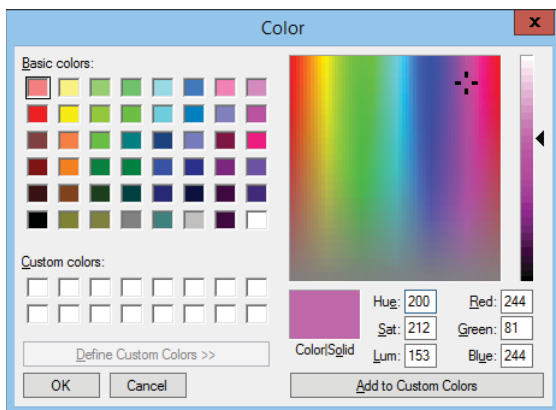 Color
x
Basic colors:
Custom colors:
Define Custom Colors >>
OK Cancel
Color|Solid
Hue: 200 Red: 244
Sat: 212 Green: 81
Lum: 153 Blue: 244
Add to Custom Colors